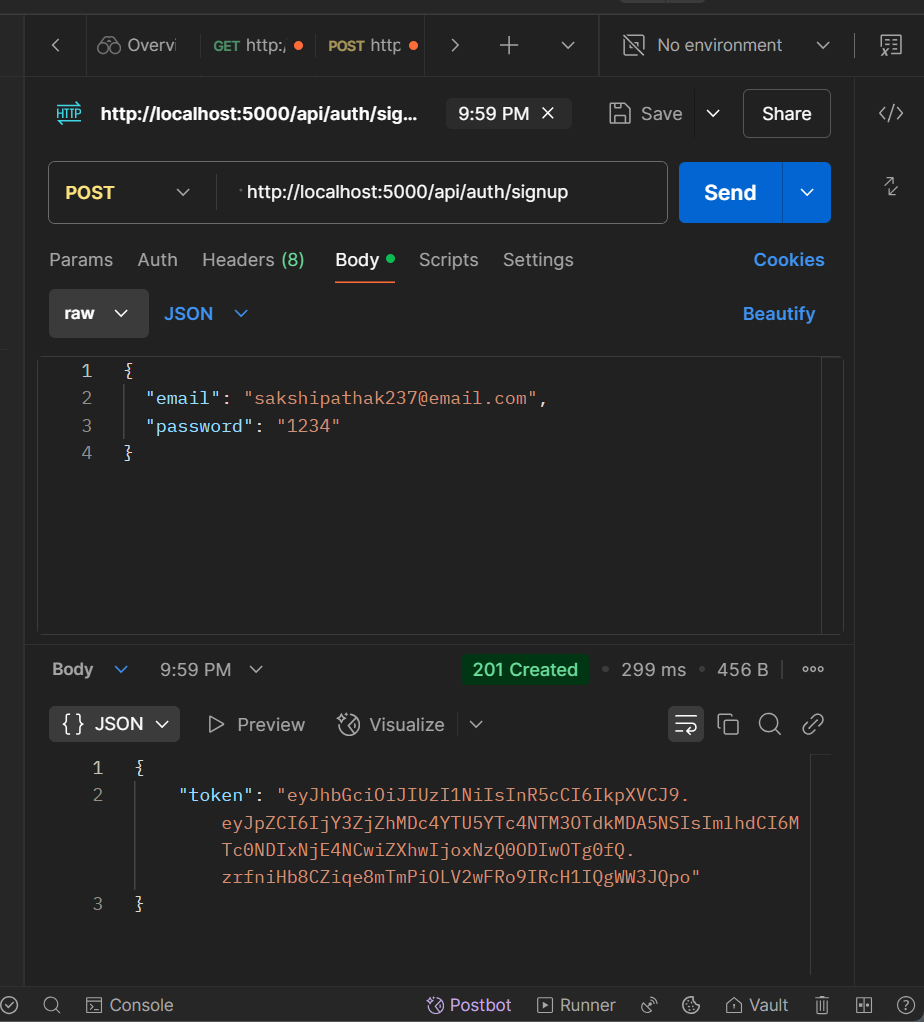 Overvi GET http:/ POST http No environment
HTTP http://localhost:5000/api/auth/sig... 9:59 PM Save Share
POST http://localhost:5000/api/auth/signup Send
Params Auth Headers (8) Body Scripts Settings Cookies
raw JSON Beautify
1 {
2 "email": "sakshipathak237@email.com",
3 "password": "1234"
4 }
Body 9:59 PM 201 Created 299 ms 456 B
{} JSON Preview Visualize
1 {
2 "token": "eyJhbGciOiJIUzI1NiIsInR5cCI6IkpXVCJ9.
eyJpZCI6IjY3ZjZhMDc4YTU5YTc4NTM3OTdkMDA5NSIsImlhdCI6M
Tc0NDIxNjE4NCwiZXhwIjoxNzQ0ODIwOTg0fQ.
zrfniHb8CZiqe8mTmPiOLV2wFRo9IRcH1IQgWW3JQpo"
3 }
Console Postbot Runner Vault